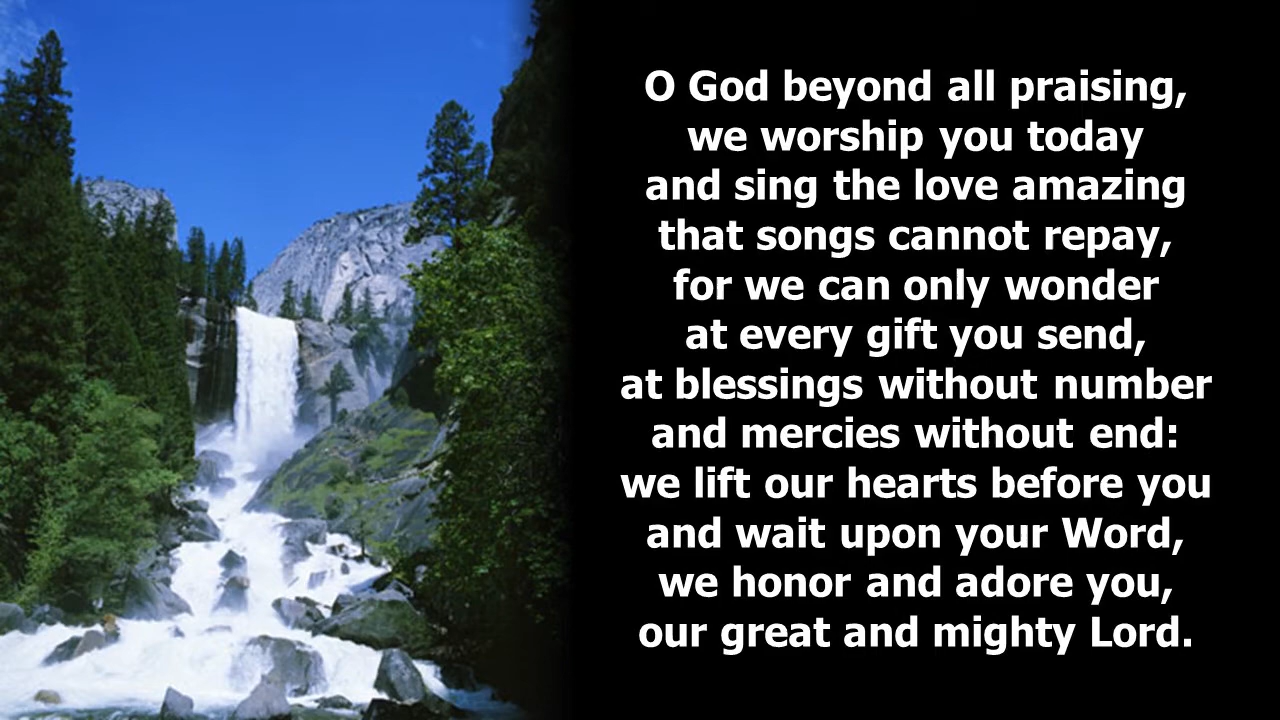 O God beyond all praising,
we worship you today
and sing the love amazing
that songs cannot repay,
for we can only wonder
at every gift you send,
at blessings without number
and mercies without end:
we lift our hearts before you
and wait upon your Word,
we honor and adore you,
our great and mighty Lord.